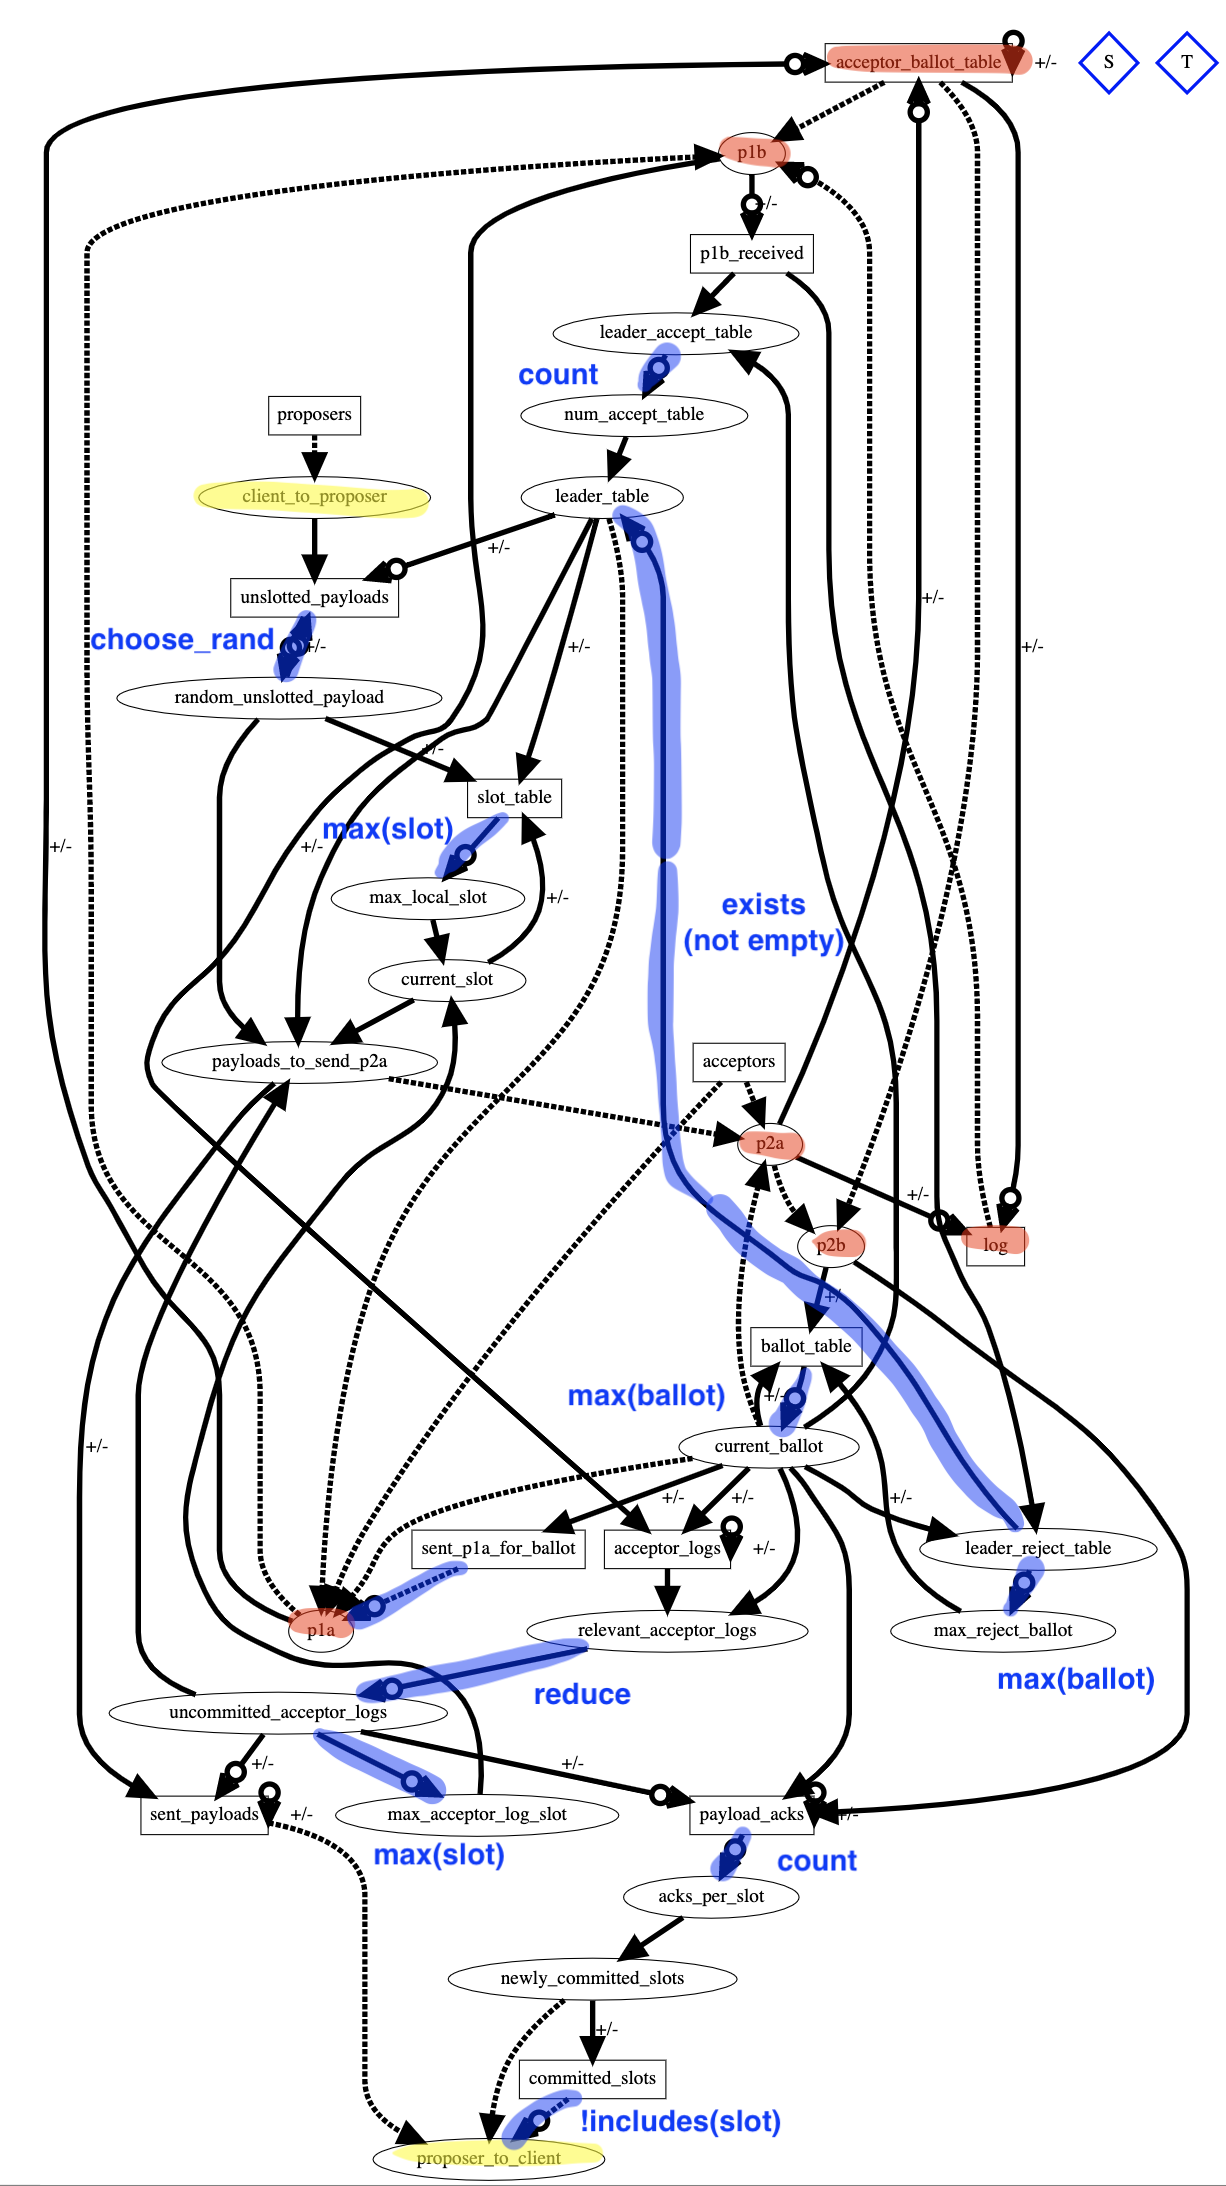 acceptor_ballot_table
+/-
S
T
p1b
+/-
p1b_received
leader_accept_table
count
proposers
num_accept_table
client_to_proposer
leader_table
+/-
unslotted_payloads
+/-
choose_rand
+/-
+/-
+/-
random_unslotted_payload
+/-
slot_table
max(slot)
+/-
+/-
max_local_slot
+/-
exists
(not empty)
current_slot
payloads_to_send_p2a
acceptors
p2a
+/-
p2b
log
+/-
ballot_table
max(ballot)
+/-
current_ballot
+/-
+/-
+/-
+/-
sent_p1a_for_ballot
acceptor_logs
+/-
leader_reject_table
p1a
relevant_acceptor_logs
max_reject_ballot
max(ballot)
reduce
uncommitted_acceptor_logs
+/-
+/-
sent_payloads
+/-
max_acceptor_log_slot
payload_acks
+/-
max(slot)
count
acks_per_slot
newly_committed_slots
+/-
committed_slots
!includes(slot)
proposer_to_client